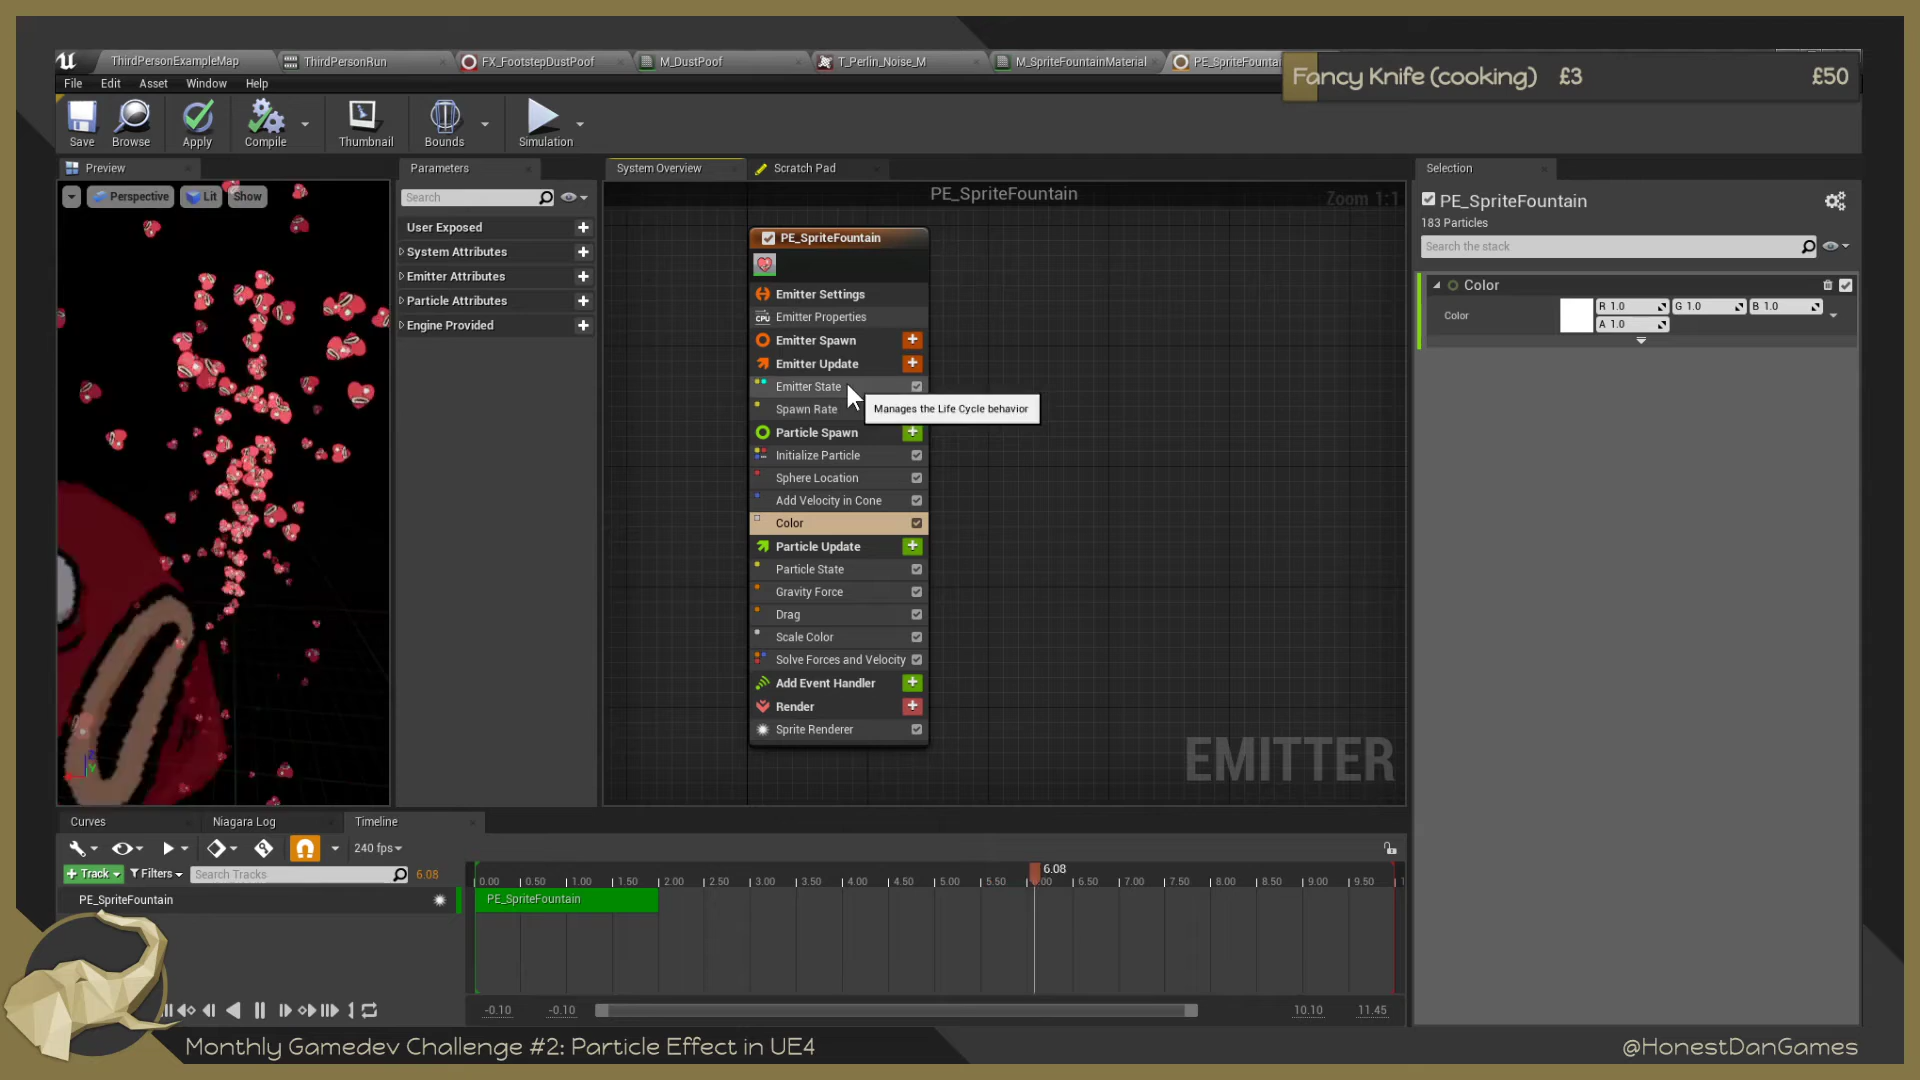 ThirdPersonExampleMap
ThirdPersonRun
FX_FootstepDustPoof
M_DustPoof
T_Perlin_Noise_M
M_SpriteFountainMaterial
PE_SpriteFountai
Fancy Knife (cooking) £3 £50
File Edit Asset Window Help
Save Browse Apply Compile Thumbnail Bounds Simulation
Preview
Parameters
System Overview
Scratch Pad
Selection
Perspective Lit Show
Search
User Exposed
System Attributes
Emitter Attributes
Particle Attributes
Engine Provided
PE_SpriteFountain
Zoom 1:1
PE_SpriteFountain
Emitter Settings
Emitter Properties
Emitter Spawn
Emitter Update
Emitter State
Spawn Rate
Manages the Life Cycle behavior
Particle Spawn
Initialize Particle
Sphere Location
Add Velocity in Cone
Color
Particle Update
Particle State
Gravity Force
Drag
Scale Color
Solve Forces and Velocity
Add Event Handler
Render
Sprite Renderer
EMITTER
PE_SpriteFountain
183 Particles
Search the stack
Color
Color
R 1.0 G 1.0 B 1.0
A 1.0
Curves
Niagara Log
Timeline
240 fps
Track
Filters
Search Tracks
6.08
6.08
0.00 0.50 1.00 1.50 2.00 2.50 3.00 3.50 4.00 4.50 5.00 5.50 6.50 7.00 7.50 8.00 8.50 9.00 9.50
PE_SpriteFountain
PE_SpriteFountain
-0.10 -0.10 10.10 11.45
Monthly Gamedev Challenge #2: Particle Effect in UE4
@HonestDanGames